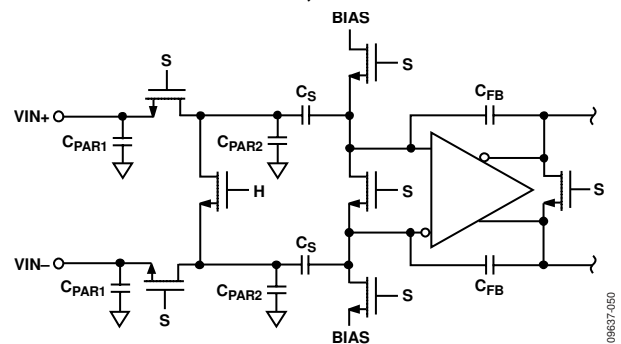 BIAS
S
S
CS
CFB
VIN+
CPAR1
CPAR2
H
S
S
VIN–
CS
CPAR1
CPAR2
S
CFB
S
BIAS
09637-050